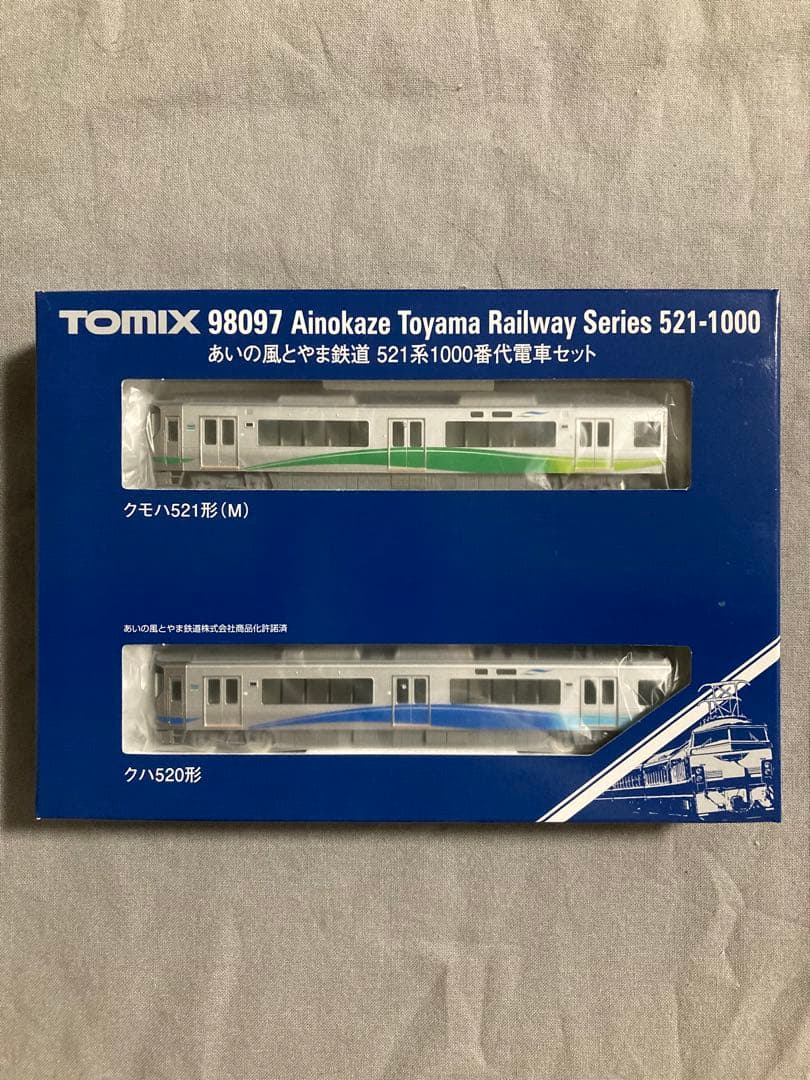 TOMIX 98097 Ainokaze Toyama Railway Series 521-1000
あいの風とやま鉄道 521系1000番代電車セット
クモハ521形(M)
あいの風とやま鉄道株式会社商品化許諾済
クハ520形